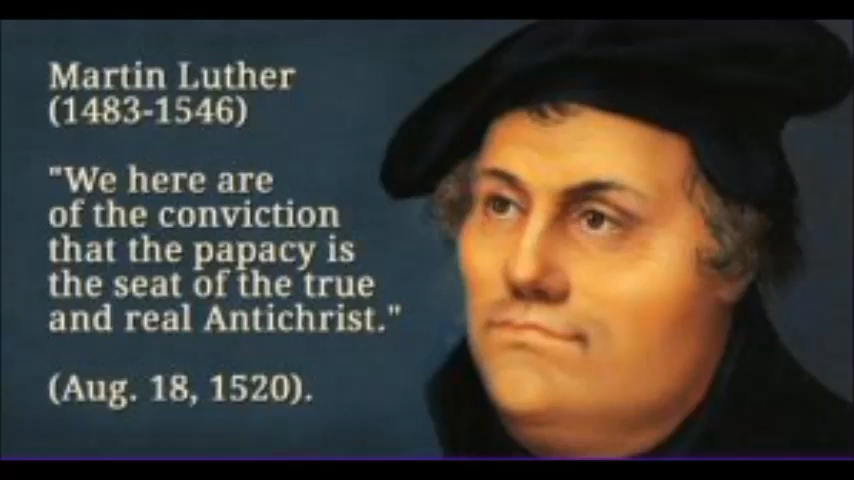 Martin Luther
(1483-1546)
"We here are
of the conviction
that the papacy is
the seat of the true
and real Antichrist."
(Aug. 18, 1520).